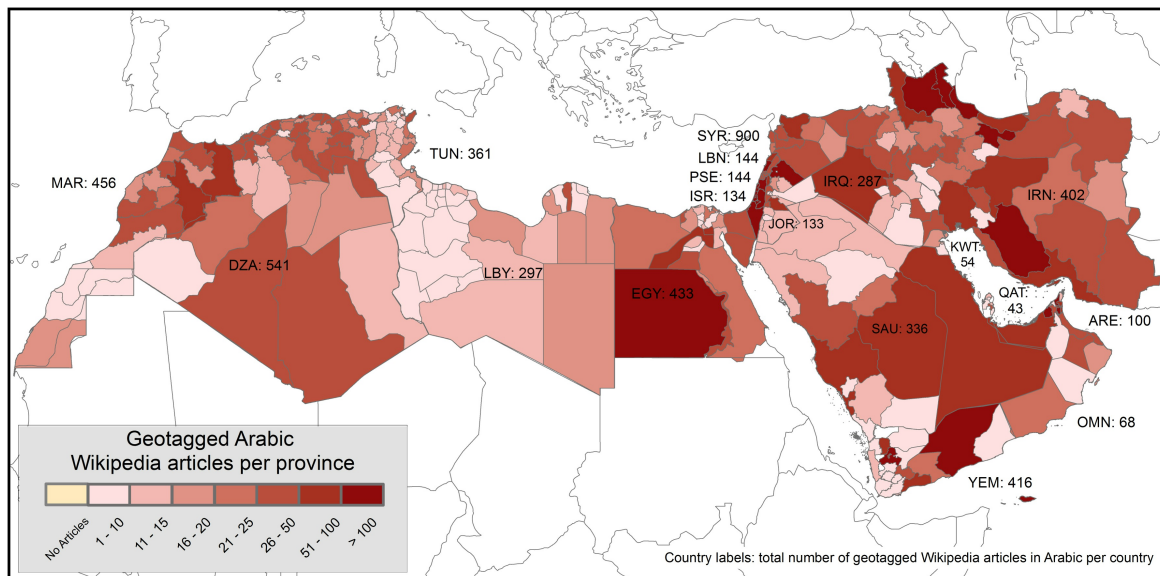 SYR: 900
LBN: 144
PSE: 144
ISR: 134
TUN: 361
MAR: 456
IRQ: 287
IRN: 402
JOR: 133
KWT:
54
DZA: 541
LBY: 297
EGY: 433
QAT:
43
SAU: 336
ARE: 100
OMN: 68
YEM: 416
Geotagged Arabic
Wikipedia articles per province
No Articles
1 - 10
11 - 15
16 - 20
21 - 25
26 - 50
51 - 100
> 100
Country labels: total number of geotagged Wikipedia articles in Arabic per country